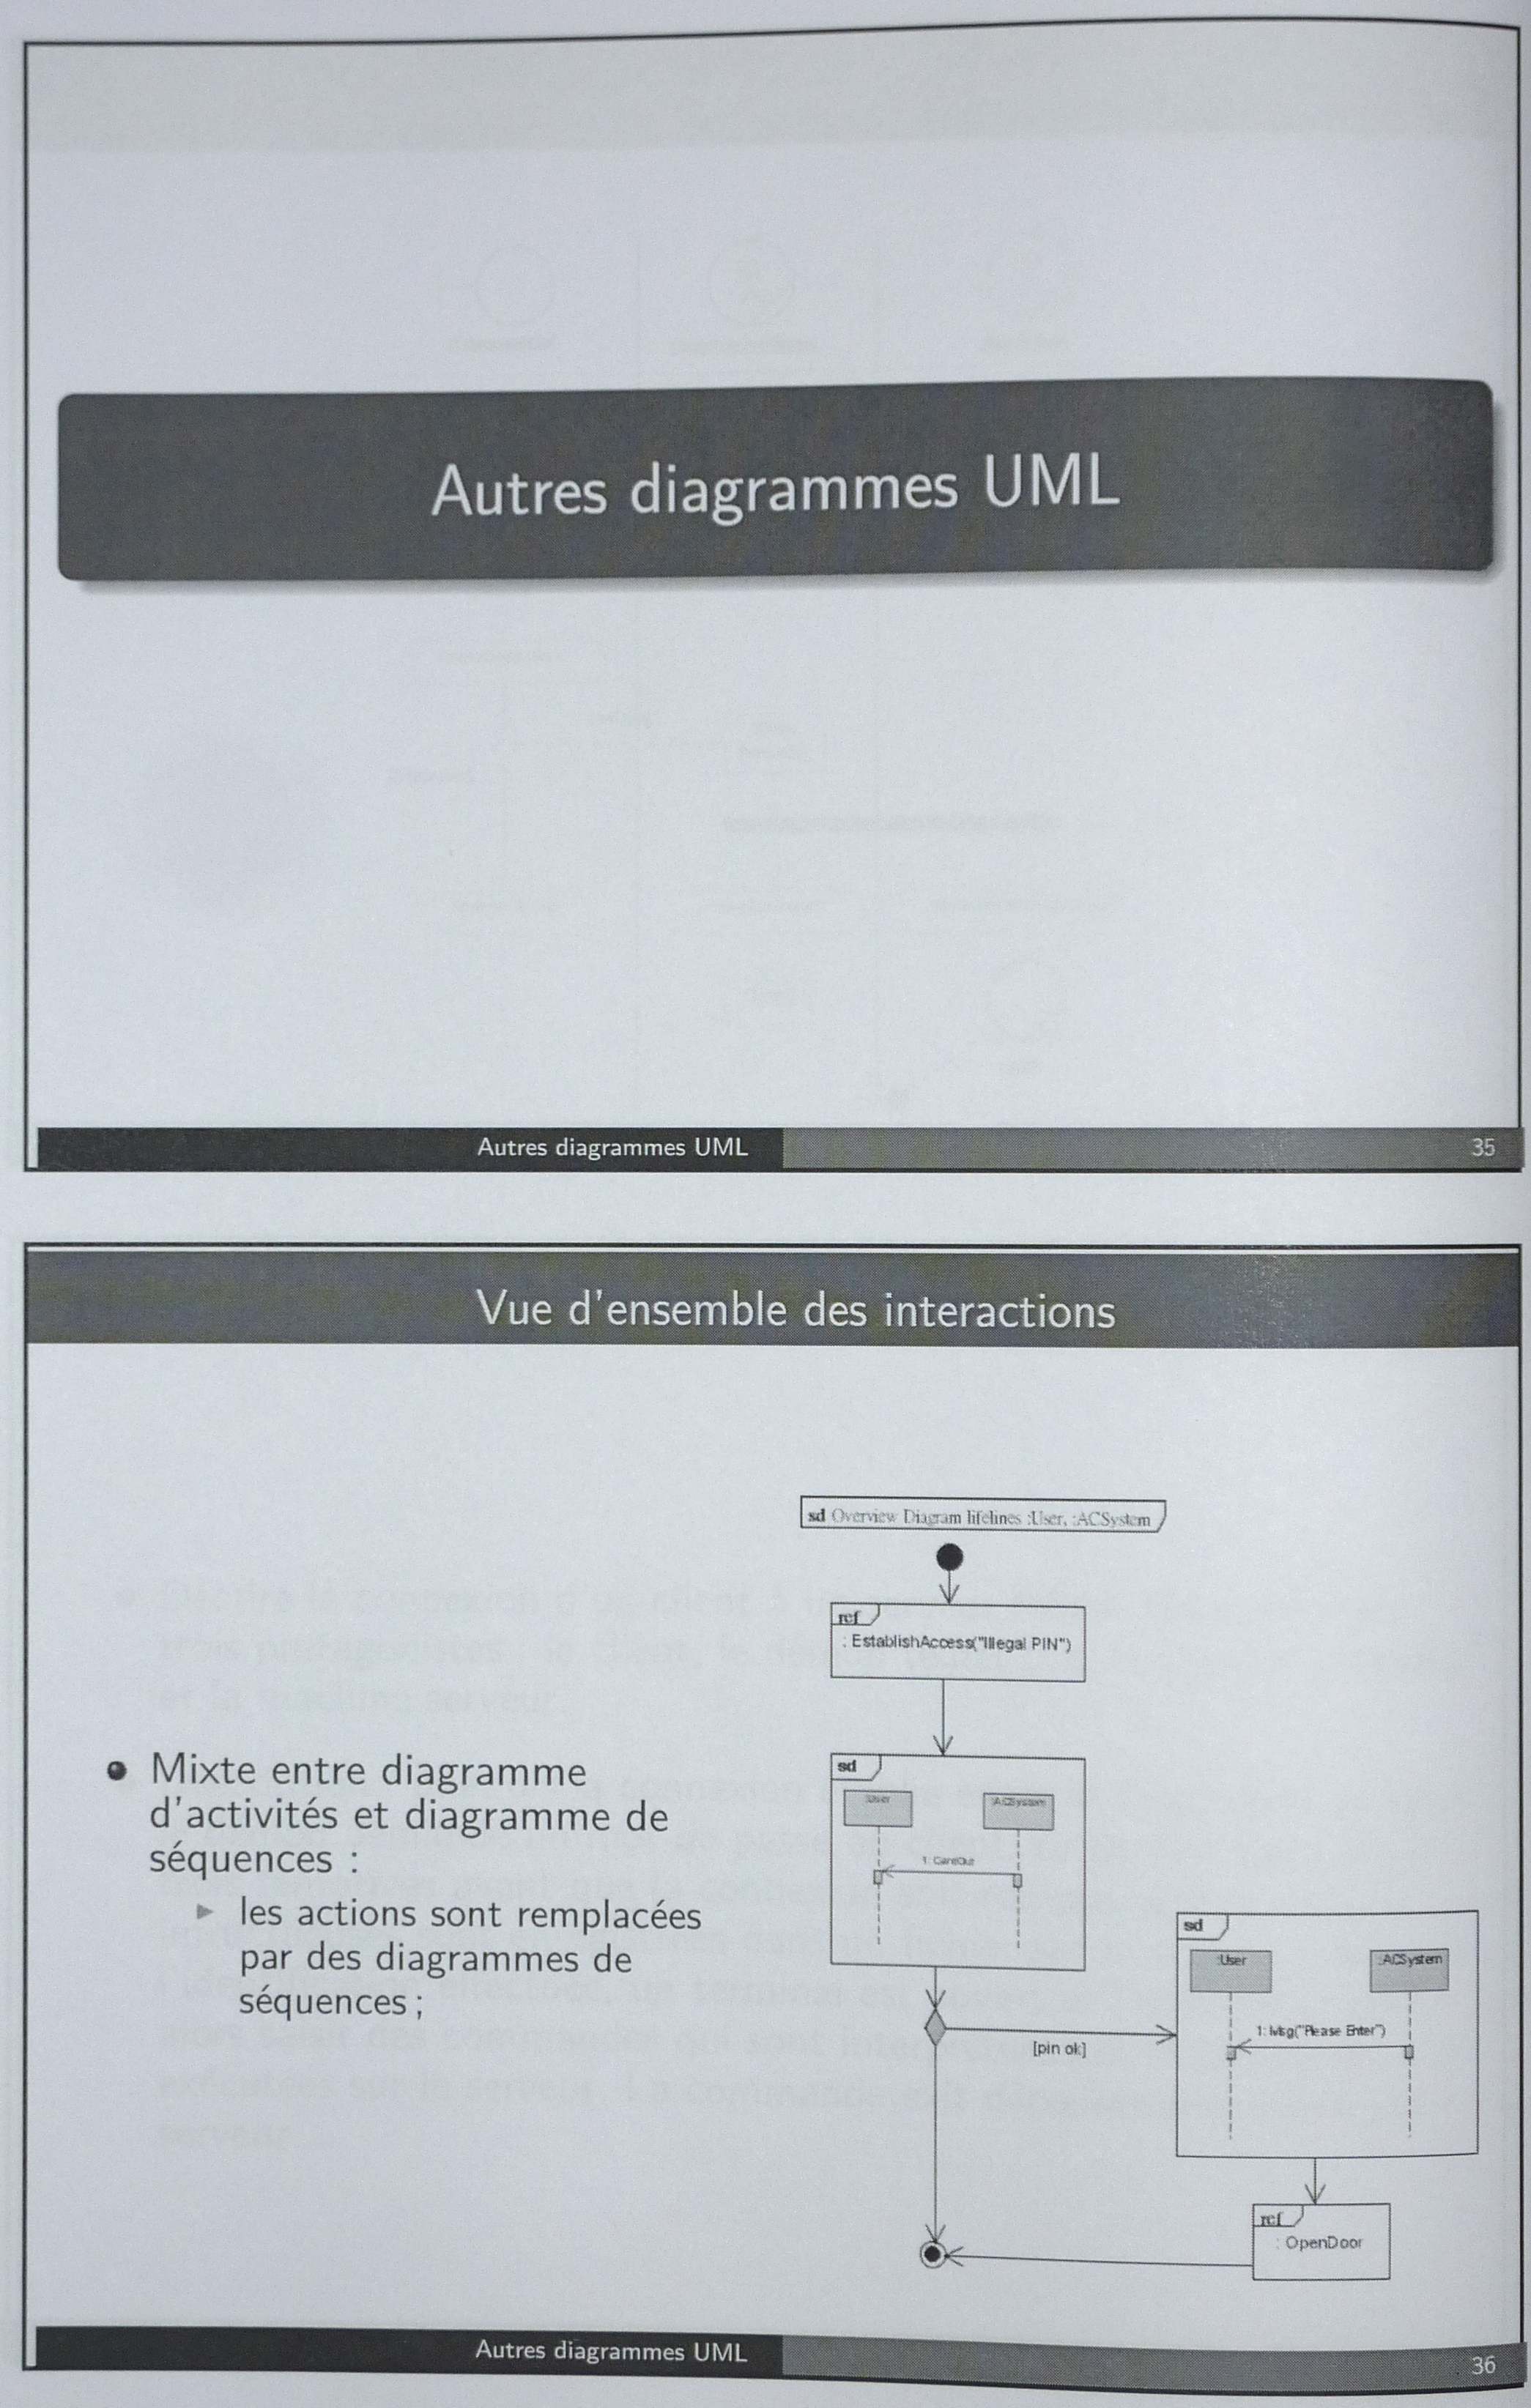 Autres diagrammes UML
Autres diagrammes UML
35
Vue d'ensemble des interactions
sd Overview Diagram lifelines :User, :ACSystem
ref
: EstablishAccess("Illegal PIN")
sd
:User
:ACSystem
• Mixte entre diagramme
d'activités et diagramme de
séquences :
▶ les actions sont remplacées
par des diagrammes de
séquences ;
sd
:User
:ACSystem
1: Msg("Please Enter")
[pin ok]
ref
: OpenDoor
Autres diagrammes UML
36